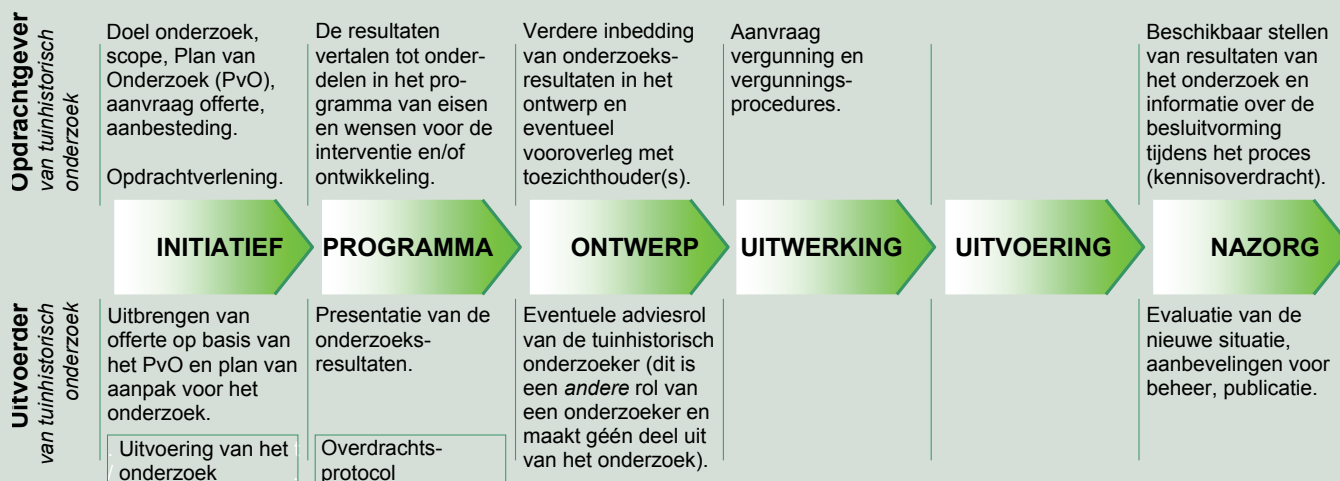 Opdrachtgever
van tuinhistorisch
onderzoek
Doel onderzoek,
scope, Plan van
Onderzoek (PvO),
aanvraag offerte,
aanbesteding.
Opdrachtverlening.
De resultaten
vertalen tot onder-
delen in het pro-
gramma van eisen
en wensen voor de
interventie en/of
ontwikkeling.
Verdere inbedding
van onderzoeks-
resultaten in het
ontwerp en
eventueel
vooroverleg met
toezichthouder(s).
Aanvraag
vergunning en
vergunnings-
procedures.
Beschikbaar stellen
van resultaten van
het onderzoek en
informatie over de
besluitvorming
tijdens het proces
(kennisoverdracht).
INITIATIEF
PROGRAMMA
ONTWERP
UITWERKING
UITVOERING
NAZORG
Uitvoerder
van tuinhistorisch
onderzoek
Uitbrengen van
offerte op basis van
het PvO en plan van
aanpak voor het
onderzoek.
Uitvoering van het
onderzoek
Presentatie van de
onderzoeks-
resultaten.
Overdrachts-
protocol
Eventuele adviesrol
van de tuinhistorisch
onderzoeker (dit is
een andere rol van
een onderzoeker en
maakt géén deel uit
van het onderzoek).
Evaluatie van de
nieuwe situatie,
aanbevelingen voor
beheer, publicatie.